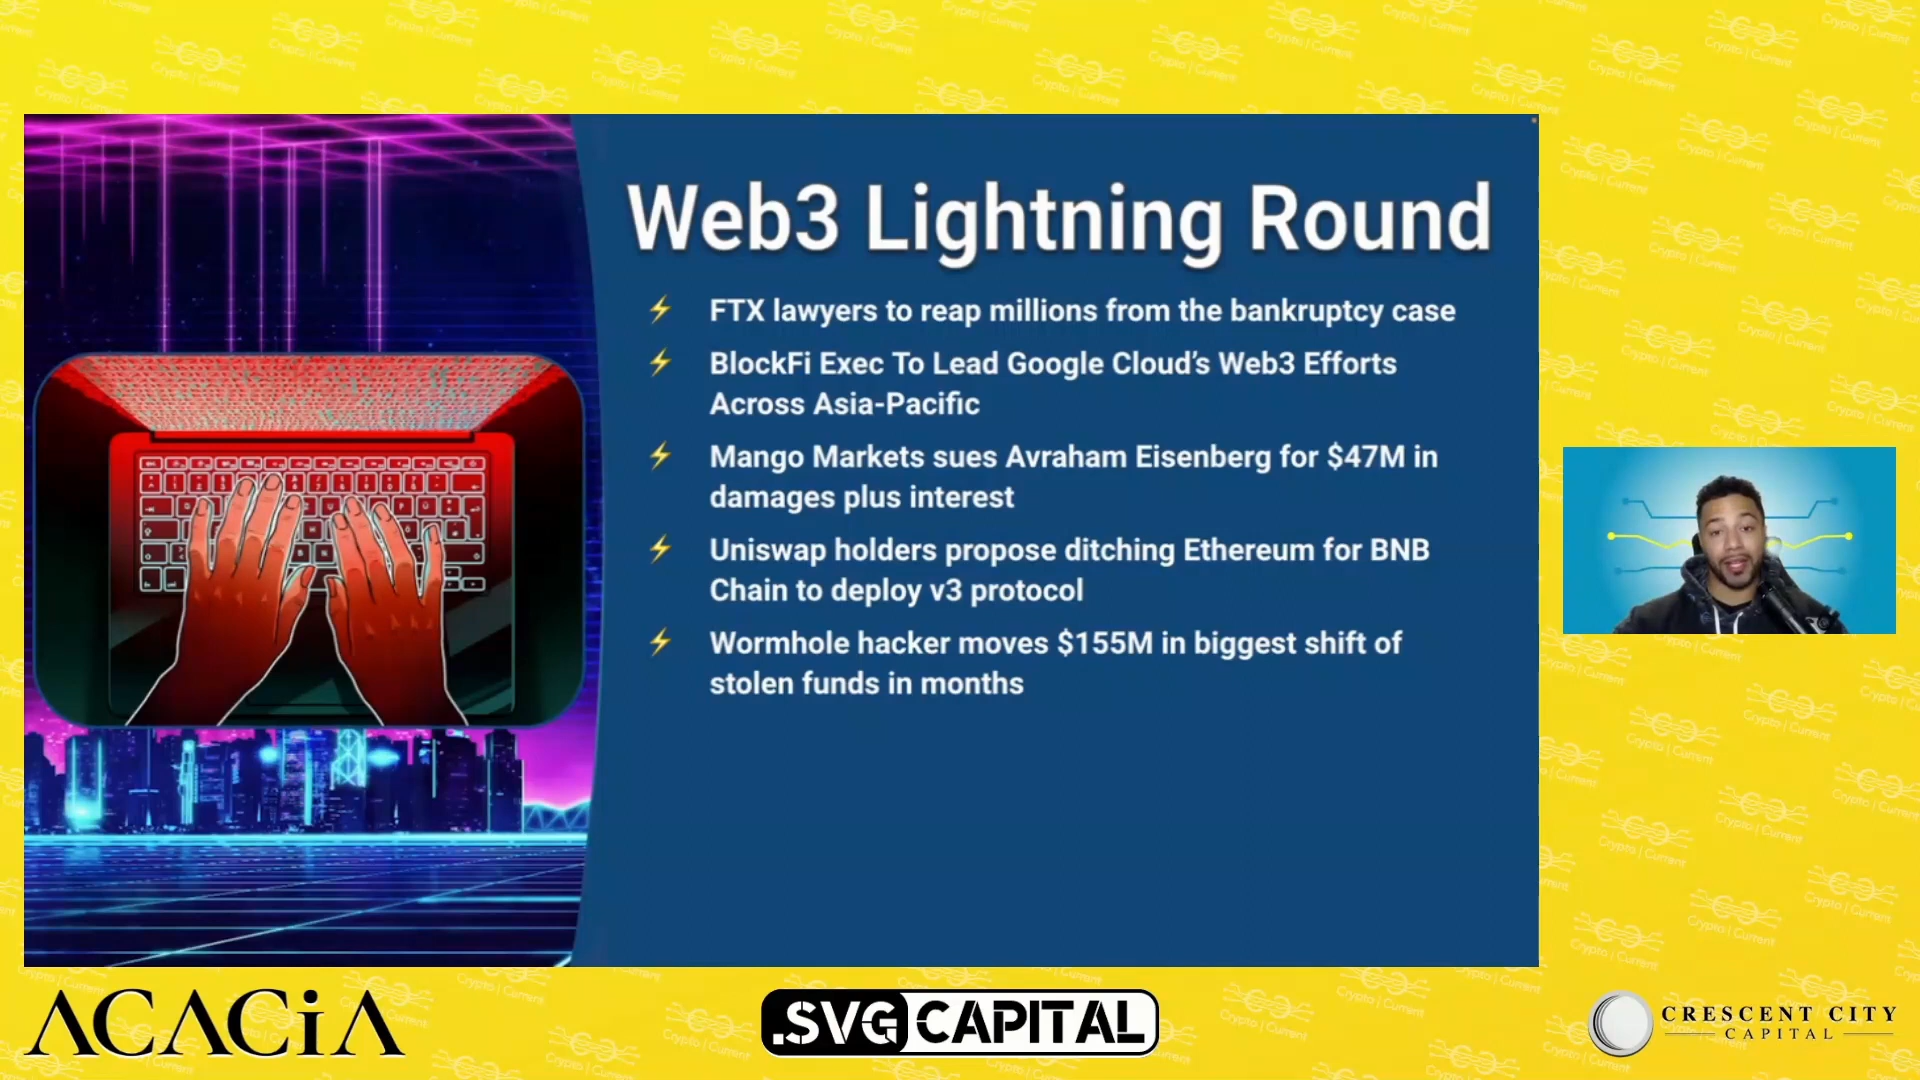 Web3 Lightning Round
⚡ FTX lawyers to reap millions from the bankruptcy case
⚡ BlockFi Exec To Lead Google Cloud’s Web3 Efforts
Across Asia-Pacific
⚡ Mango Markets sues Avraham Eisenberg for $47M in
damages plus interest
⚡ Uniswap holders propose ditching Ethereum for BNB
Chain to deploy v3 protocol
⚡ Wormhole hacker moves $155M in biggest shift of
stolen funds in months
ACACiA
.SVG CAPITAL
CRESCENT CITY
CAPITAL
Crypto | Current